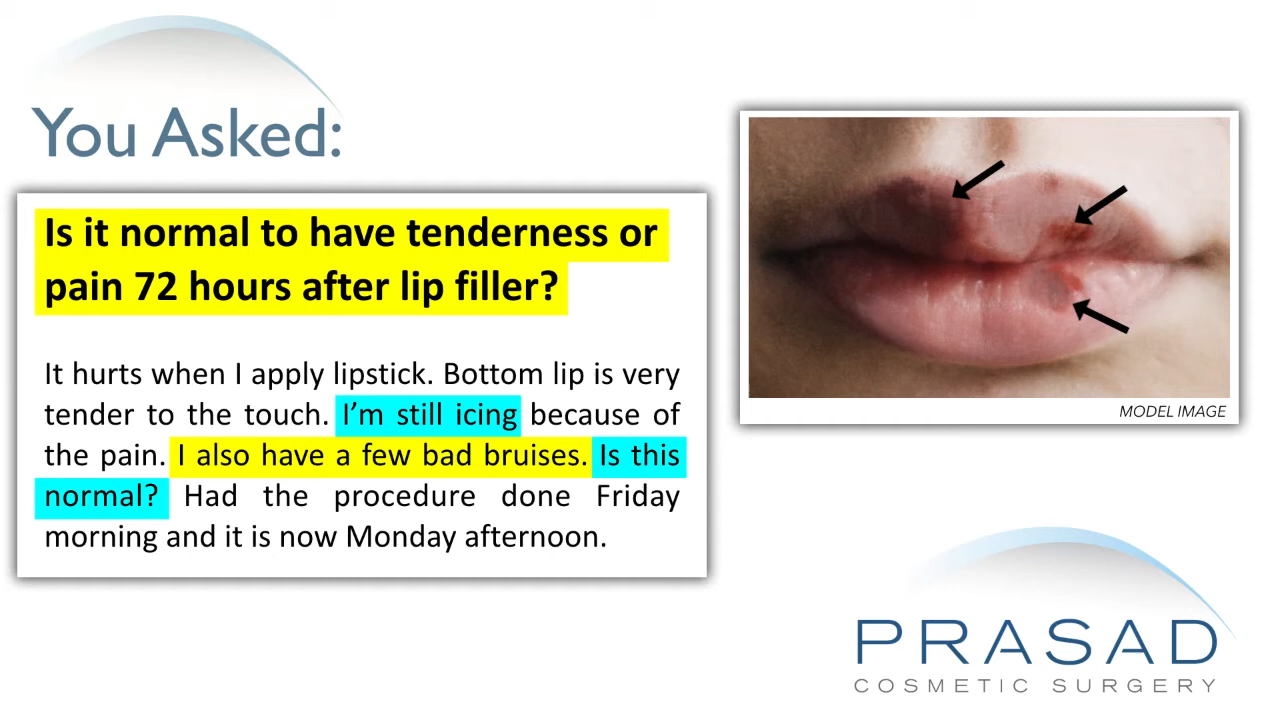 You Asked:
Is it normal to have tenderness or
pain 72 hours after lip filler?
It hurts when I apply lipstick. Bottom lip is very
tender to the touch. I’m still icing because of
the pain. I also have a few bad bruises. Is this
normal? Had the procedure done Friday
morning and it is now Monday afternoon.
MODEL IMAGE
PRASAD
COSMETIC SURGERY